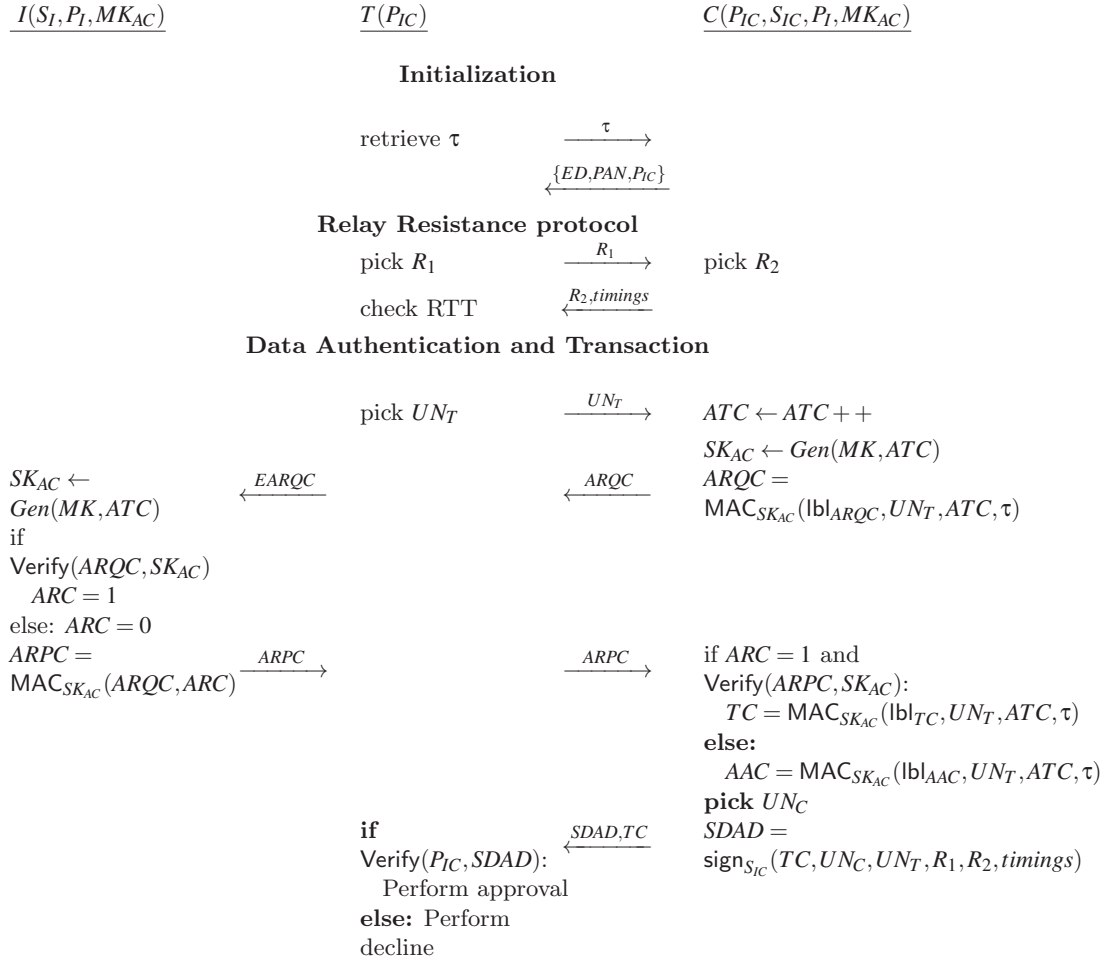 I(S_I, P_I, MK_AC) T(P_IC) C(P_IC, S_IC, P_I, MK_AC)
Initialization
retrieve τ τ
{ED, PAN, P_IC}
Relay Resistance protocol
pick R_1 R_1 pick R_2
check RTT R_2, timings
Data Authentication and Transaction
pick UN_T UN_T ATC ← ATC ++
SK_AC ← Gen(MK, ATC)
SK_AC ← EARQC ARQC ARQC =
Gen(MK, ATC) MAC_SK_AC(lbl_ARQC, UN_T, ATC, τ)
if
Verify(ARQC, SK_AC)
ARC = 1
else: ARC = 0
ARPC = ARPC ARPC if ARC = 1 and
MAC_SK_AC(ARQC, ARC) Verify(ARPC, SK_AC):
TC = MAC_SK_AC(lbl_TC, UN_T, ATC, τ)
else:
AAC = MAC_SK_AC(lbl_AAC, UN_T, ATC, τ)
pick UN_C
if SDAD, TC SDAD =
Verify(P_IC, SDAD): sign_S_IC(TC, UN_C, UN_T, R_1, R_2, timings)
Perform approval
else: Perform
decline